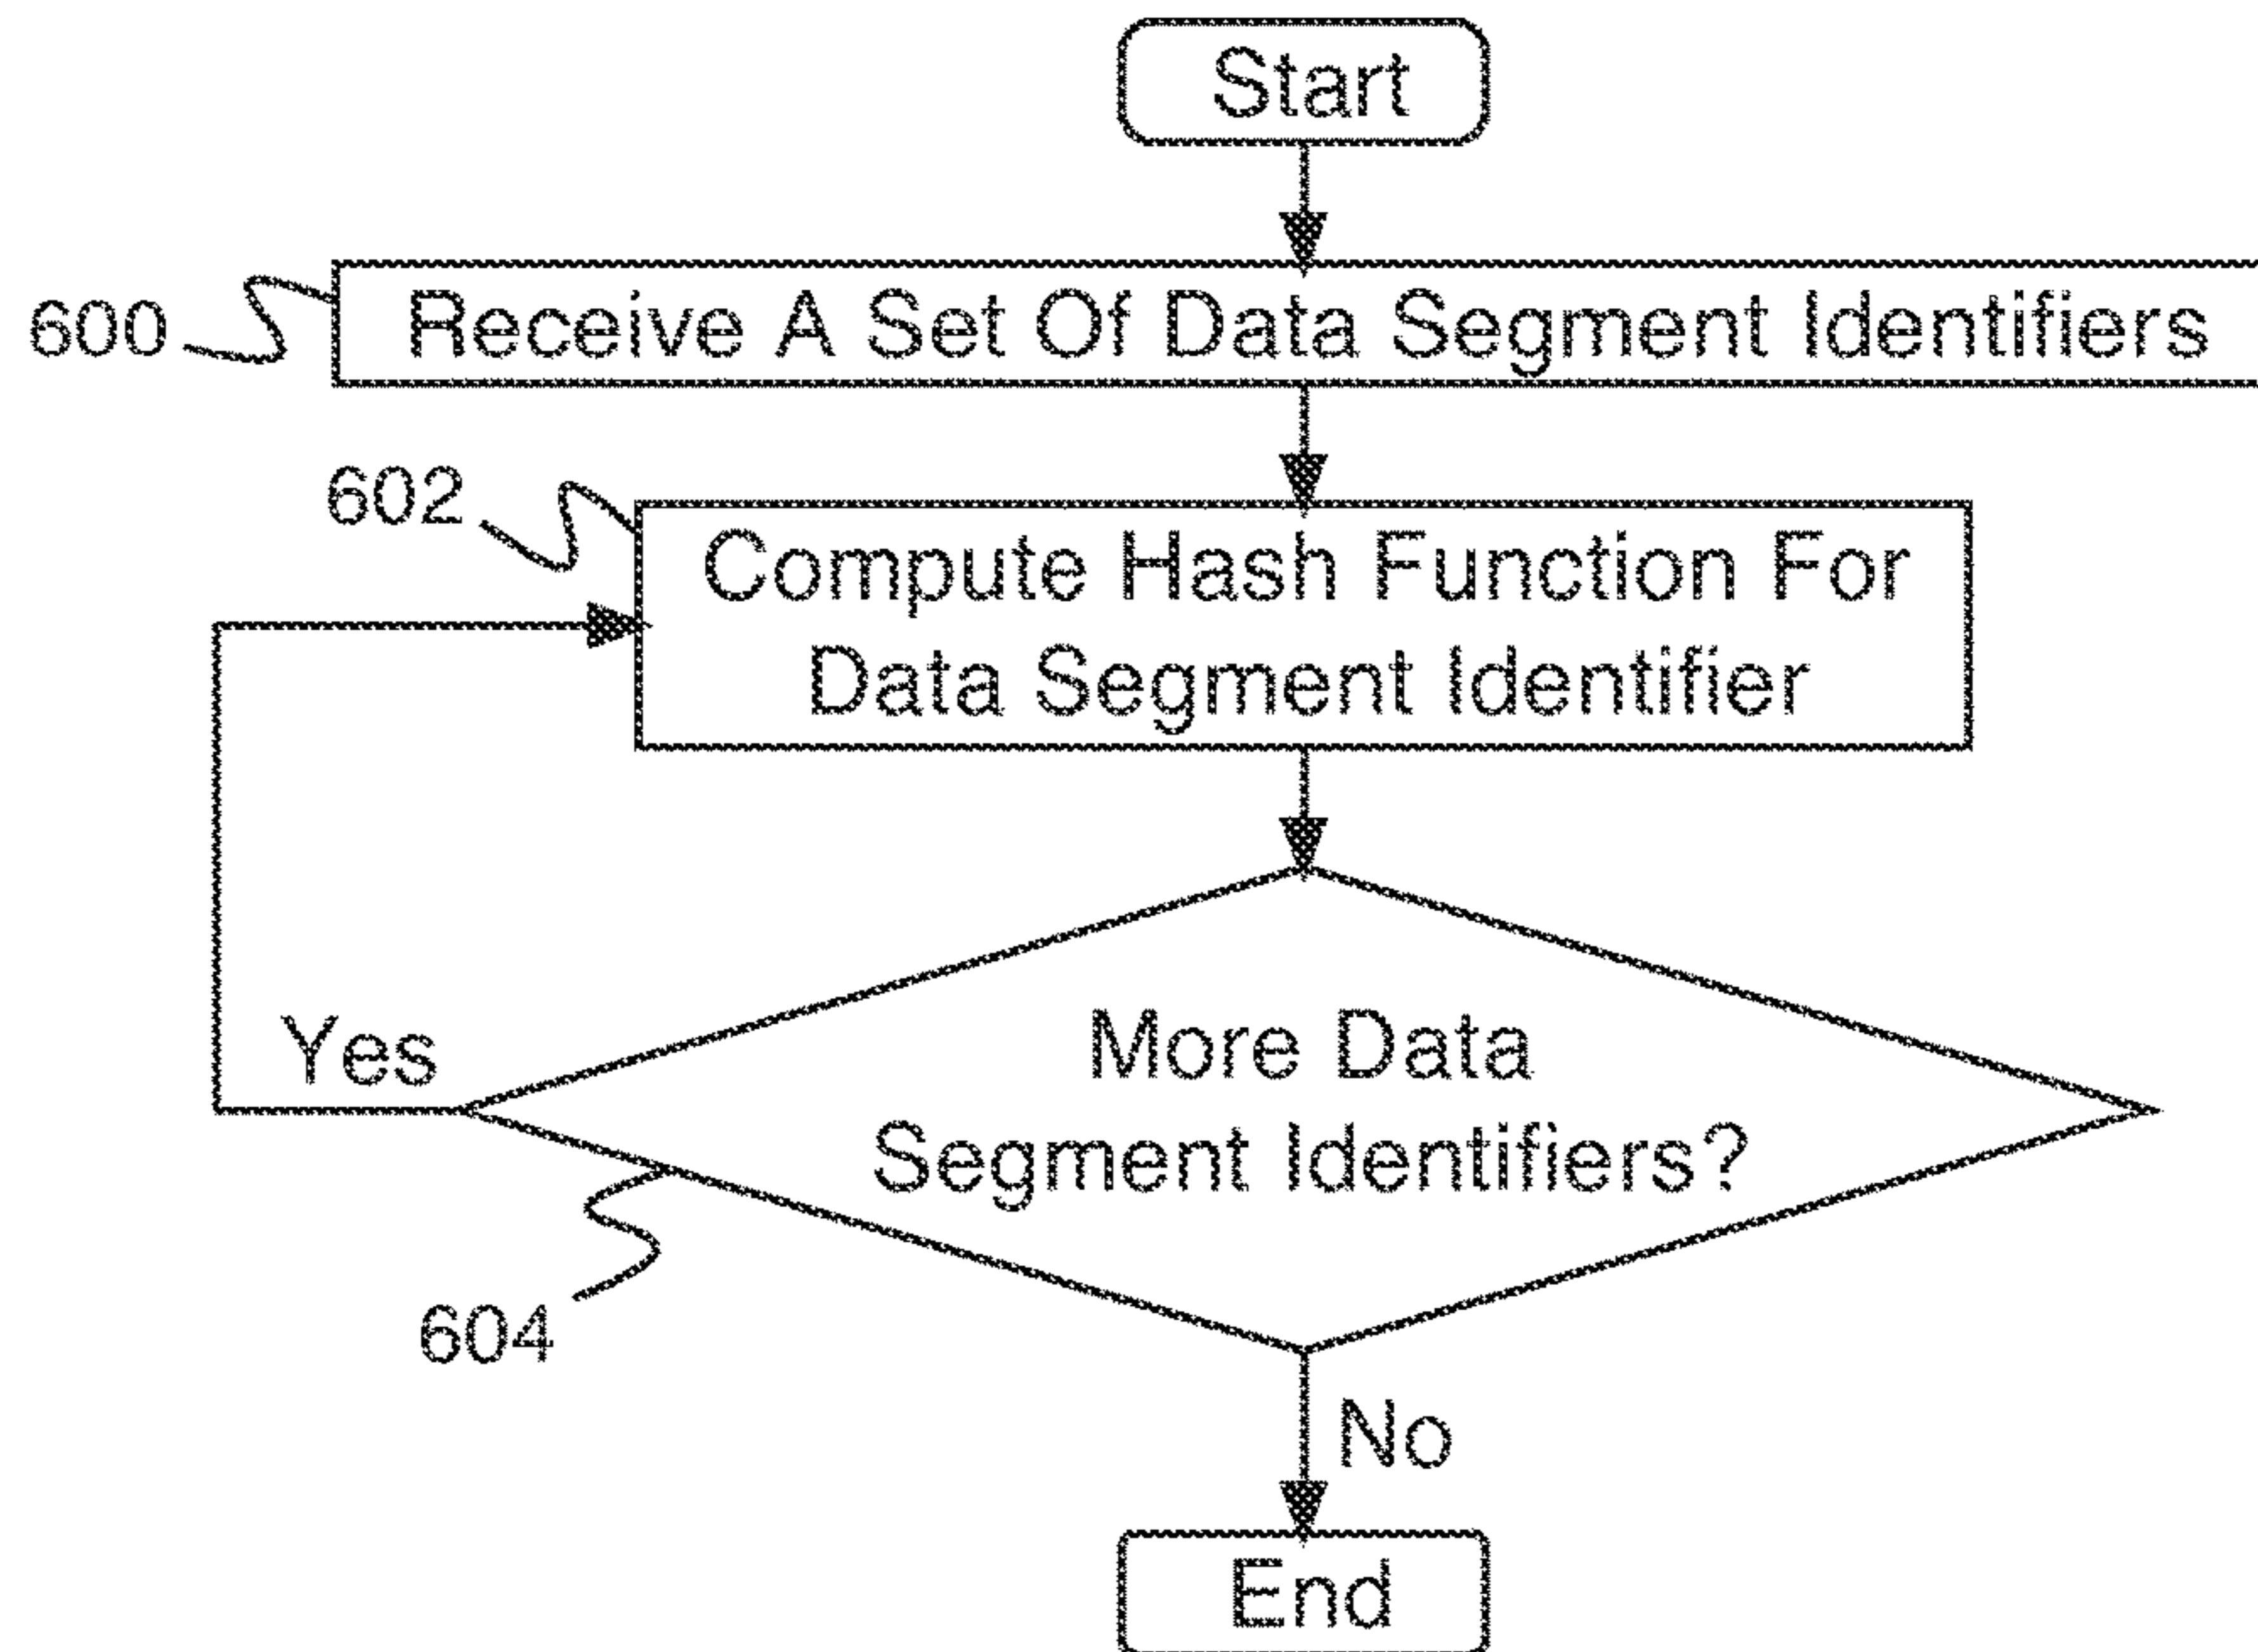 Start
600
Receive A Set Of Data Segment Identifiers
602
Compute Hash Function For
Data Segment Identifier
Yes
More Data
Segment Identifiers?
604
No
End